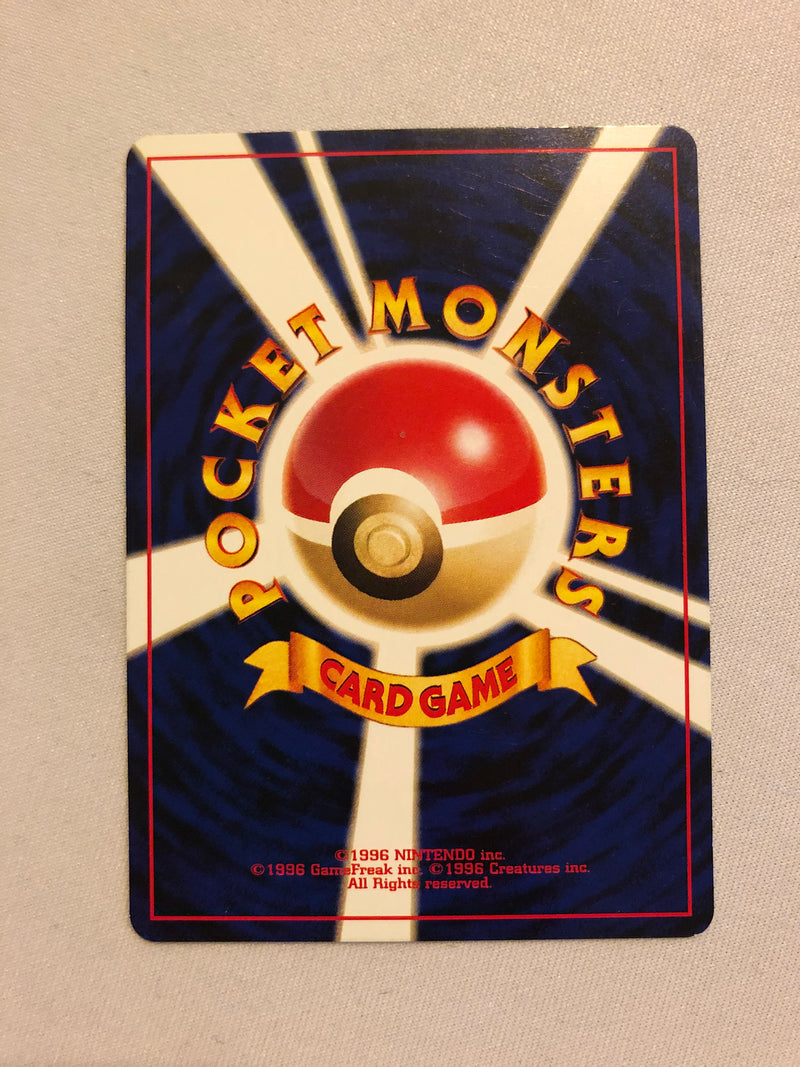 POCKET MONSTERS
CARD GAME
©1996 NINTENDO inc.
©1996 GameFreak inc. ©1996 Creatures inc.
All Rights reserved.